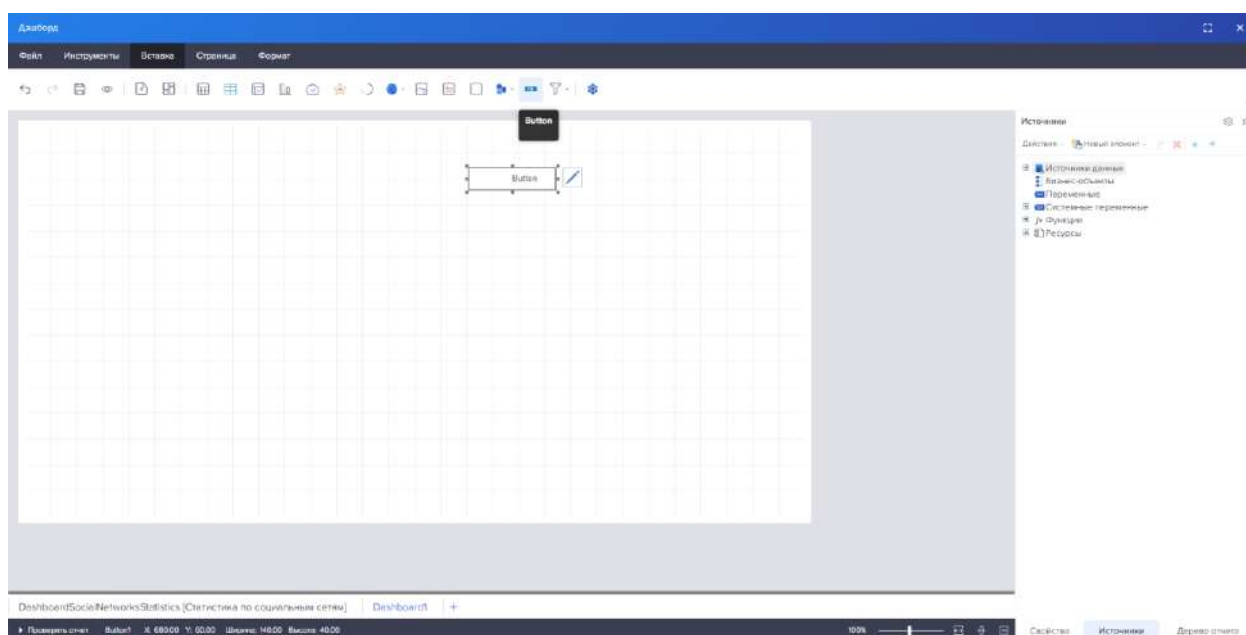 Дашборд
Файл Инструменты Вставка Страница Формат
Button
Button
Источники
Действия Новый элемент
Источники данных
Бизнес-объекты
Переменные
Системные переменные
fx Функции
Ресурсы
DashboardSocialNetworksStatistics [Статистика по социальным сетям] Dashboard1 +
Проверить отчет Button1 X: 680.00 Y: 60.00 Ширина: 140.00 Высота: 40.00 100%
Свойства Источники Дерево отчета